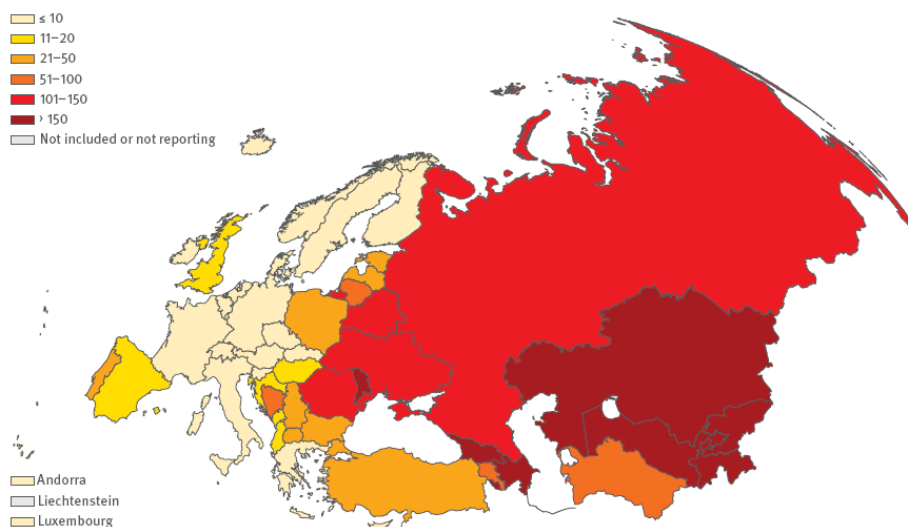 ≤ 10
11–20
21–50
51–100
101–150
› 150
Not included or not reporting
Andorra
Liechtenstein
Luxembourg